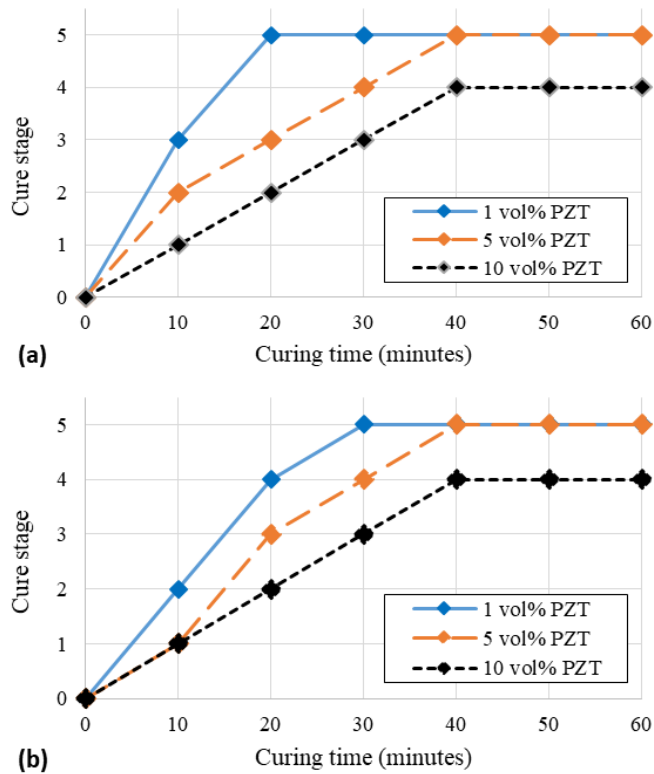 5
4
3
2
1
0
Cure stage
1 vol% PZT
5 vol% PZT
10 vol% PZT
0 10 20 30 40 50 60
(a) Curing time (minutes)
5
4
3
2
1
0
Cure stage
1 vol% PZT
5 vol% PZT
10 vol% PZT
0 10 20 30 40 50 60
(b) Curing time (minutes)